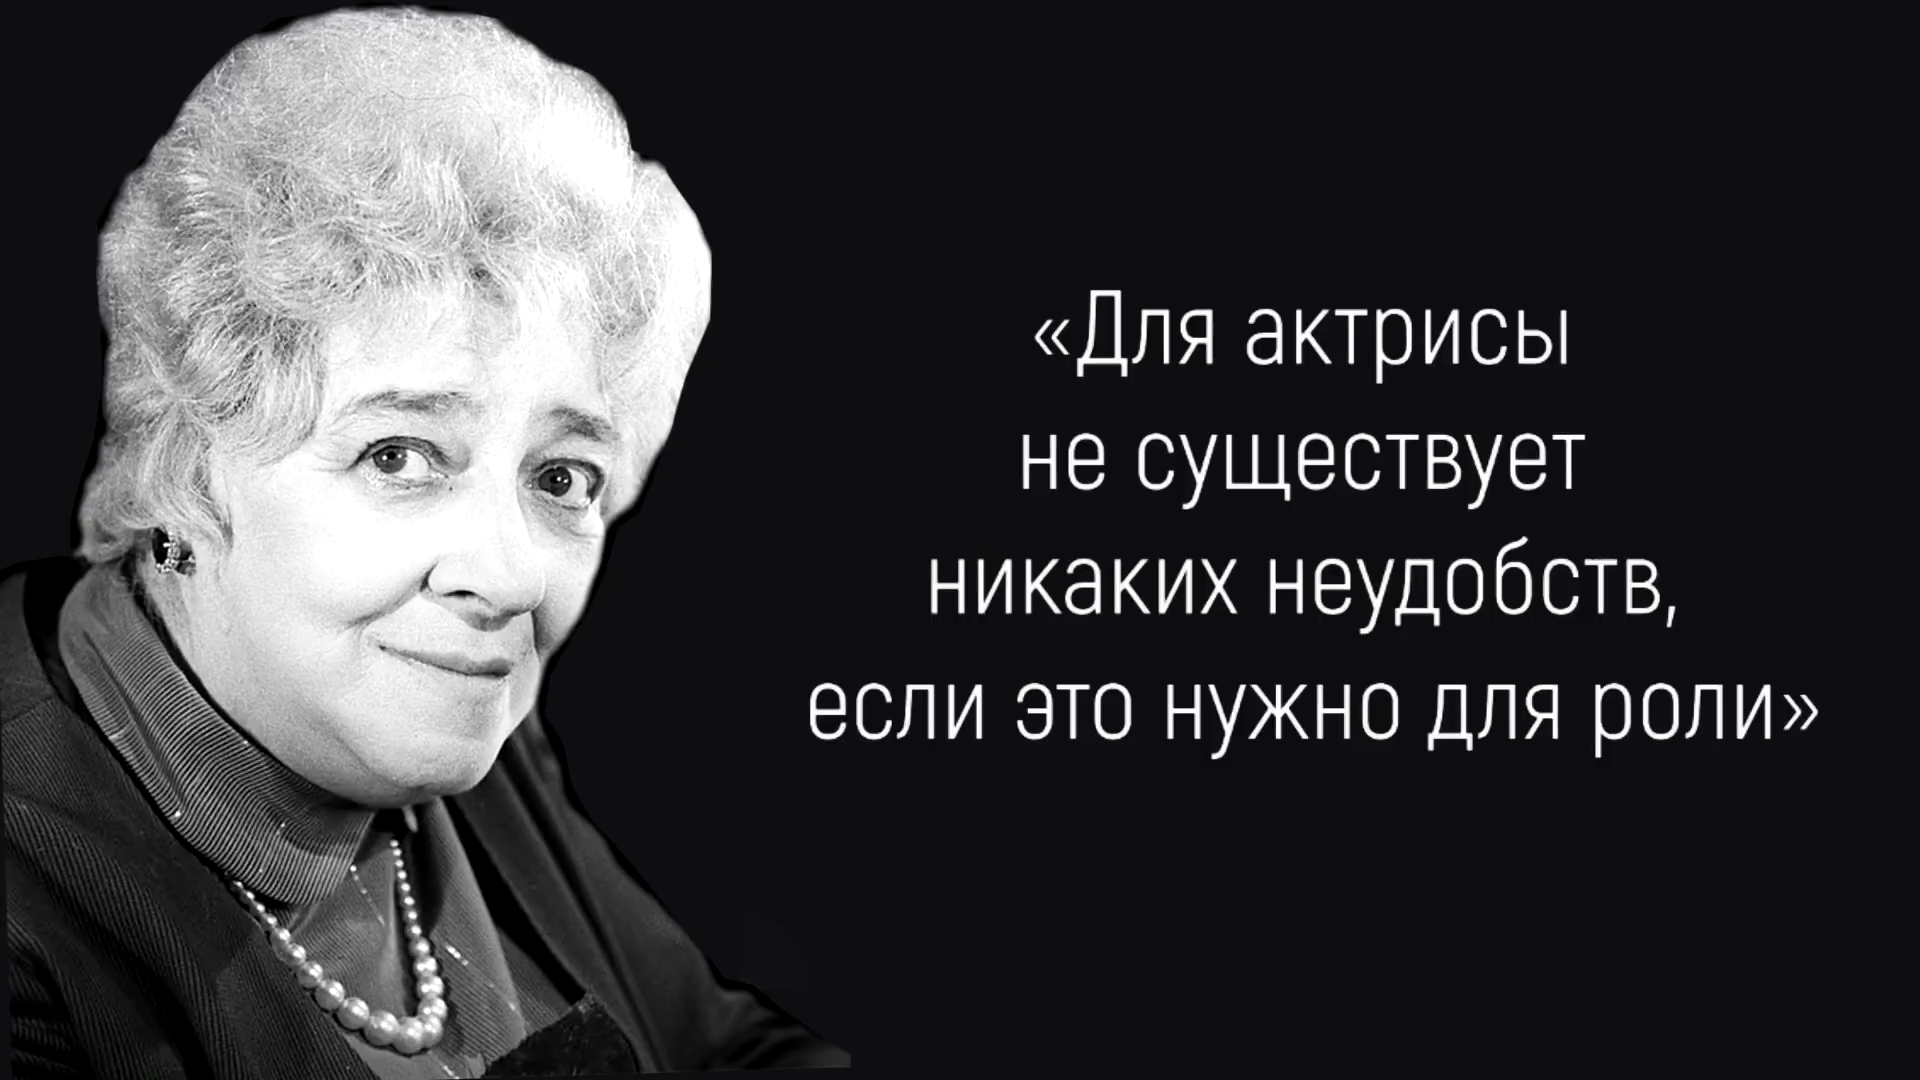 «Для актрисы
не существует
никаких неудобств,
если это нужно для роли»